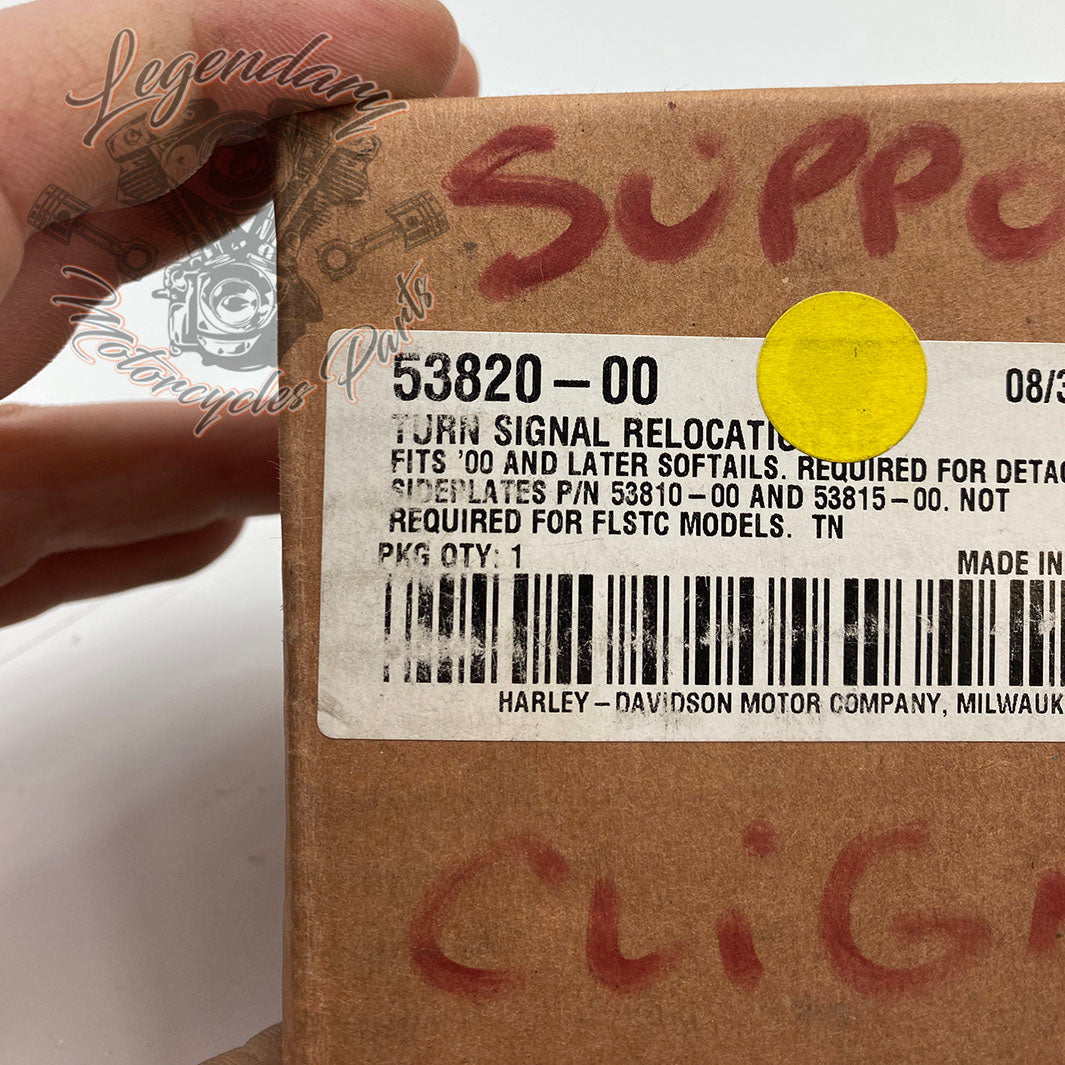 Legendary
Motorcycles Parts
SUPPO
53820-00 08/3
TURN SIGNAL RELOCATIO
FITS '00 AND LATER SOFTAILS. REQUIRED FOR DETAC
SIDEPLATES P/N 53810-00 AND 53815-00. NOT
REQUIRED FOR FLSTC MODELS. TN
PKG QTY: 1 MADE IN
HARLEY-DAVIDSON MOTOR COMPANY, MILWAUK
CLiG